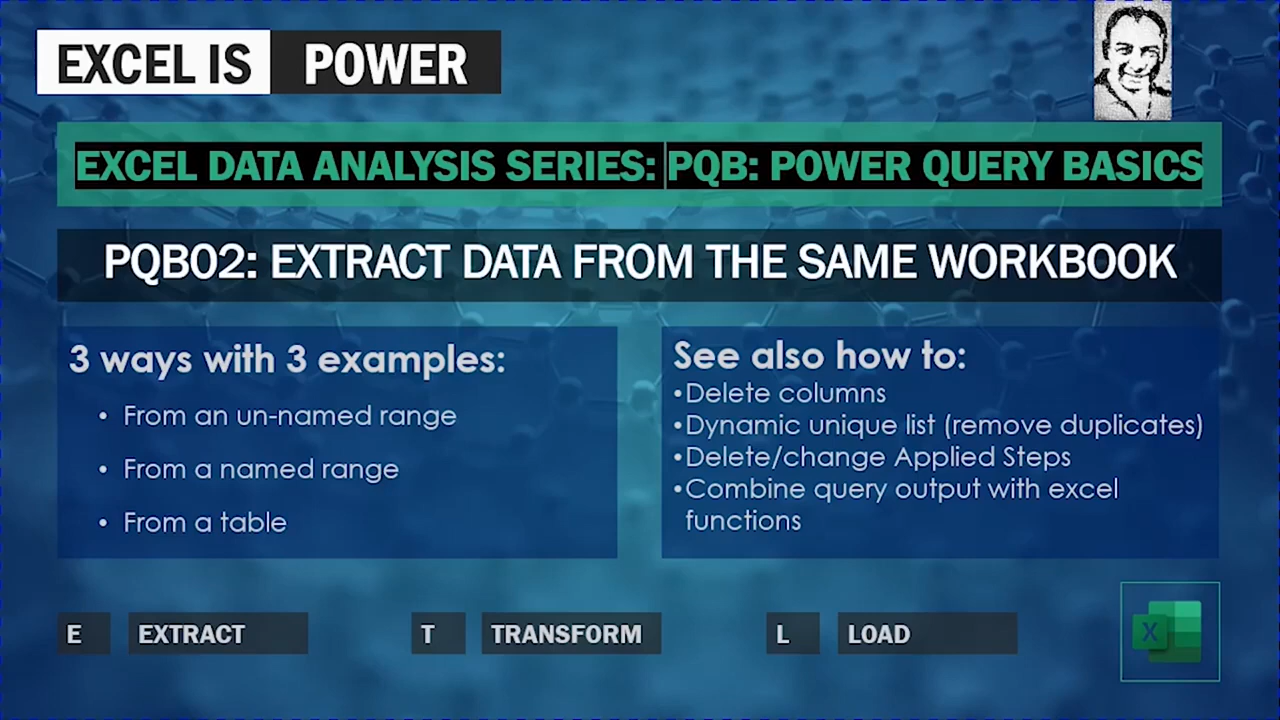 EXCEL IS POWER
EXCEL DATA ANALYSIS SERIES: PQB: POWER QUERY BASICS
PQB02: EXTRACT DATA FROM THE SAME WORKBOOK
3 ways with 3 examples:
• From an un-named range
• From a named range
• From a table
See also how to:
•Delete columns
•Dynamic unique list (remove duplicates)
•Delete/change Applied Steps
•Combine query output with excel
functions
E EXTRACT T TRANSFORM L LOAD
X